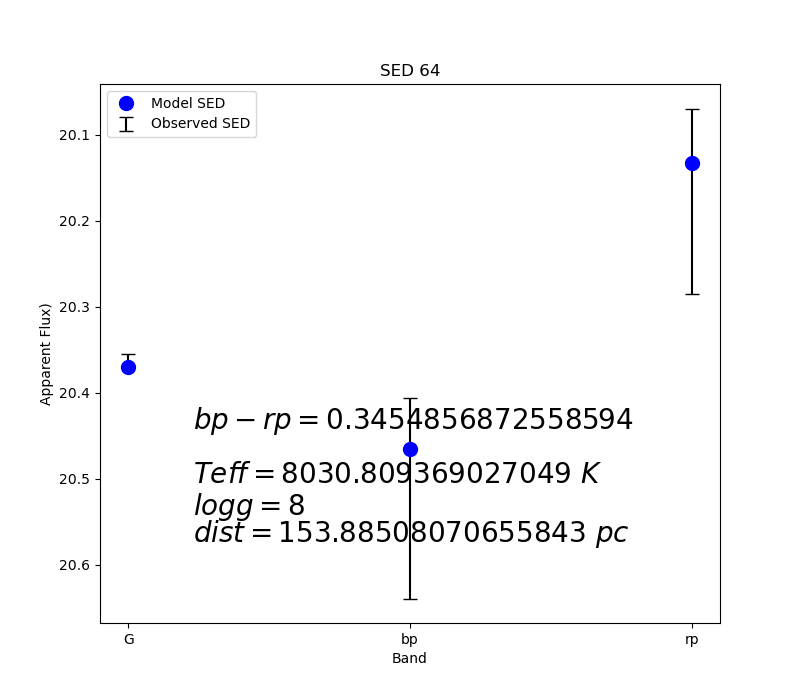 SED 64
Model SED
Observed SED
20.1
20.2
20.3
20.4
20.5
20.6
Apparent Flux)
bp − rp = 0.3454856872558594
Teff = 8030.809369027049 K
logg = 8
dist = 153.88508070655843 pc
G bp rp
Band